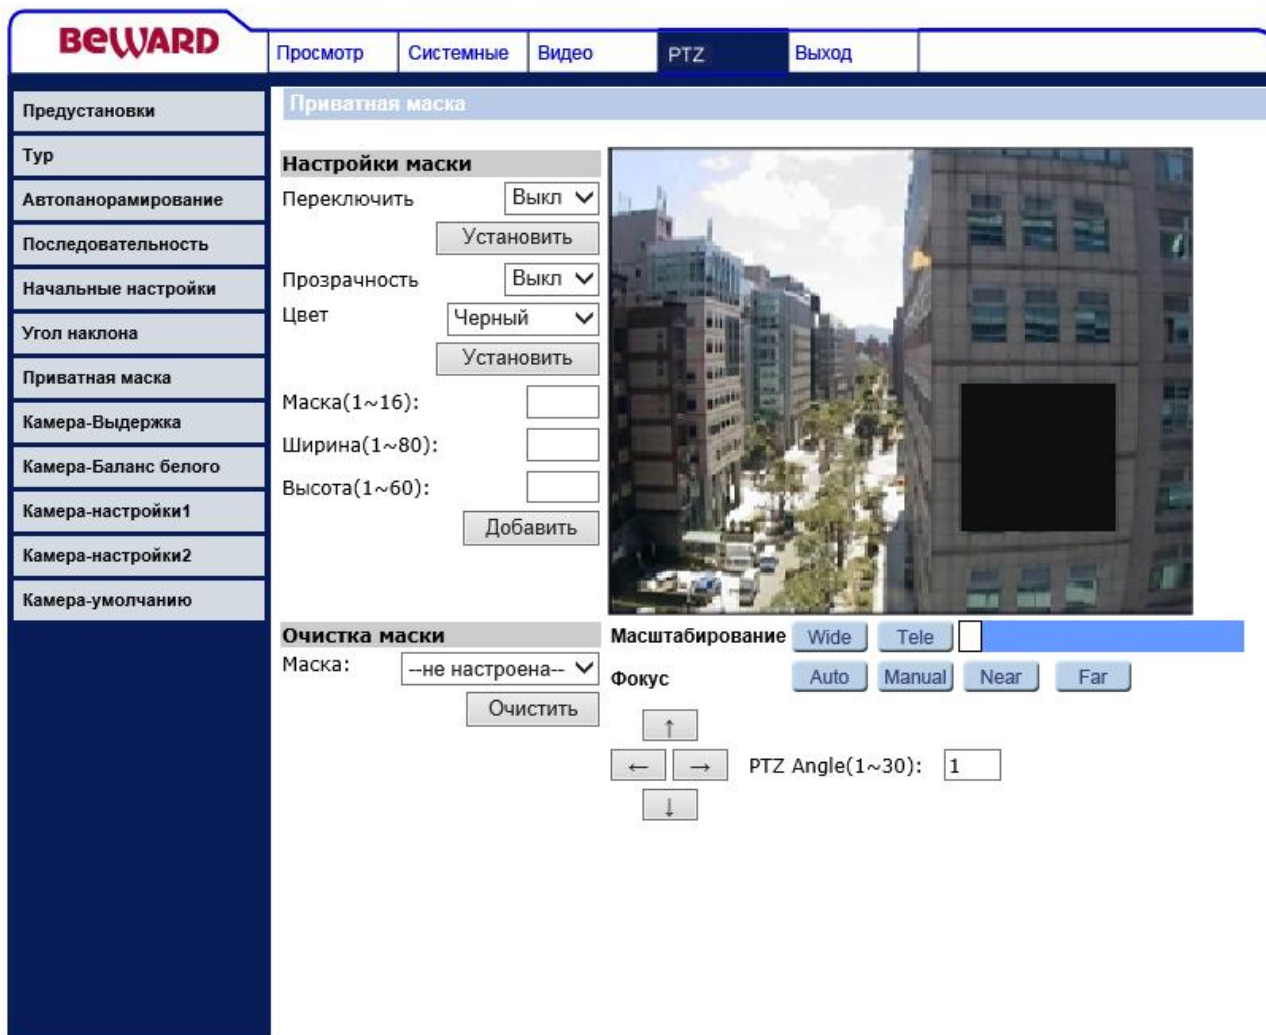 BEWARD
Просмотр Системные Видео PTZ Выход
Предустановки
Тур
Автопанорамирование
Последовательность
Начальные настройки
Угол наклона
Приватная маска
Камера-Выдержка
Камера-Баланс белого
Камера-настройки1
Камера-настройки2
Камера-умолчанию
Приватная маска
Настройки маски
Переключить Выкл
Установить
Прозрачность Выкл
Цвет Черный
Установить
Маска(1~16):
Ширина(1~80):
Высота(1~60):
Добавить
Очистка маски
Маска: --не настроена--
Очистить
Масштабирование Wide Tele
Фокус Auto Manual Near Far
↑
← → PTZ Angle(1~30): 1
↓